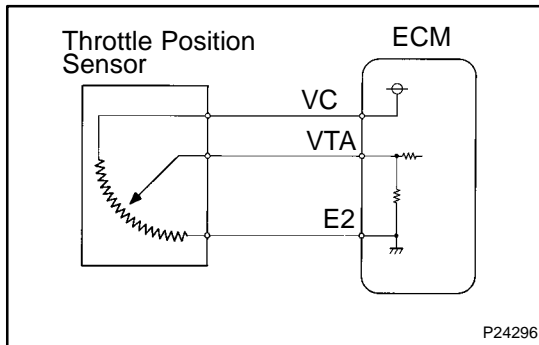 Throttle Position
Sensor
ECM
VC
VTA
E2
P24296